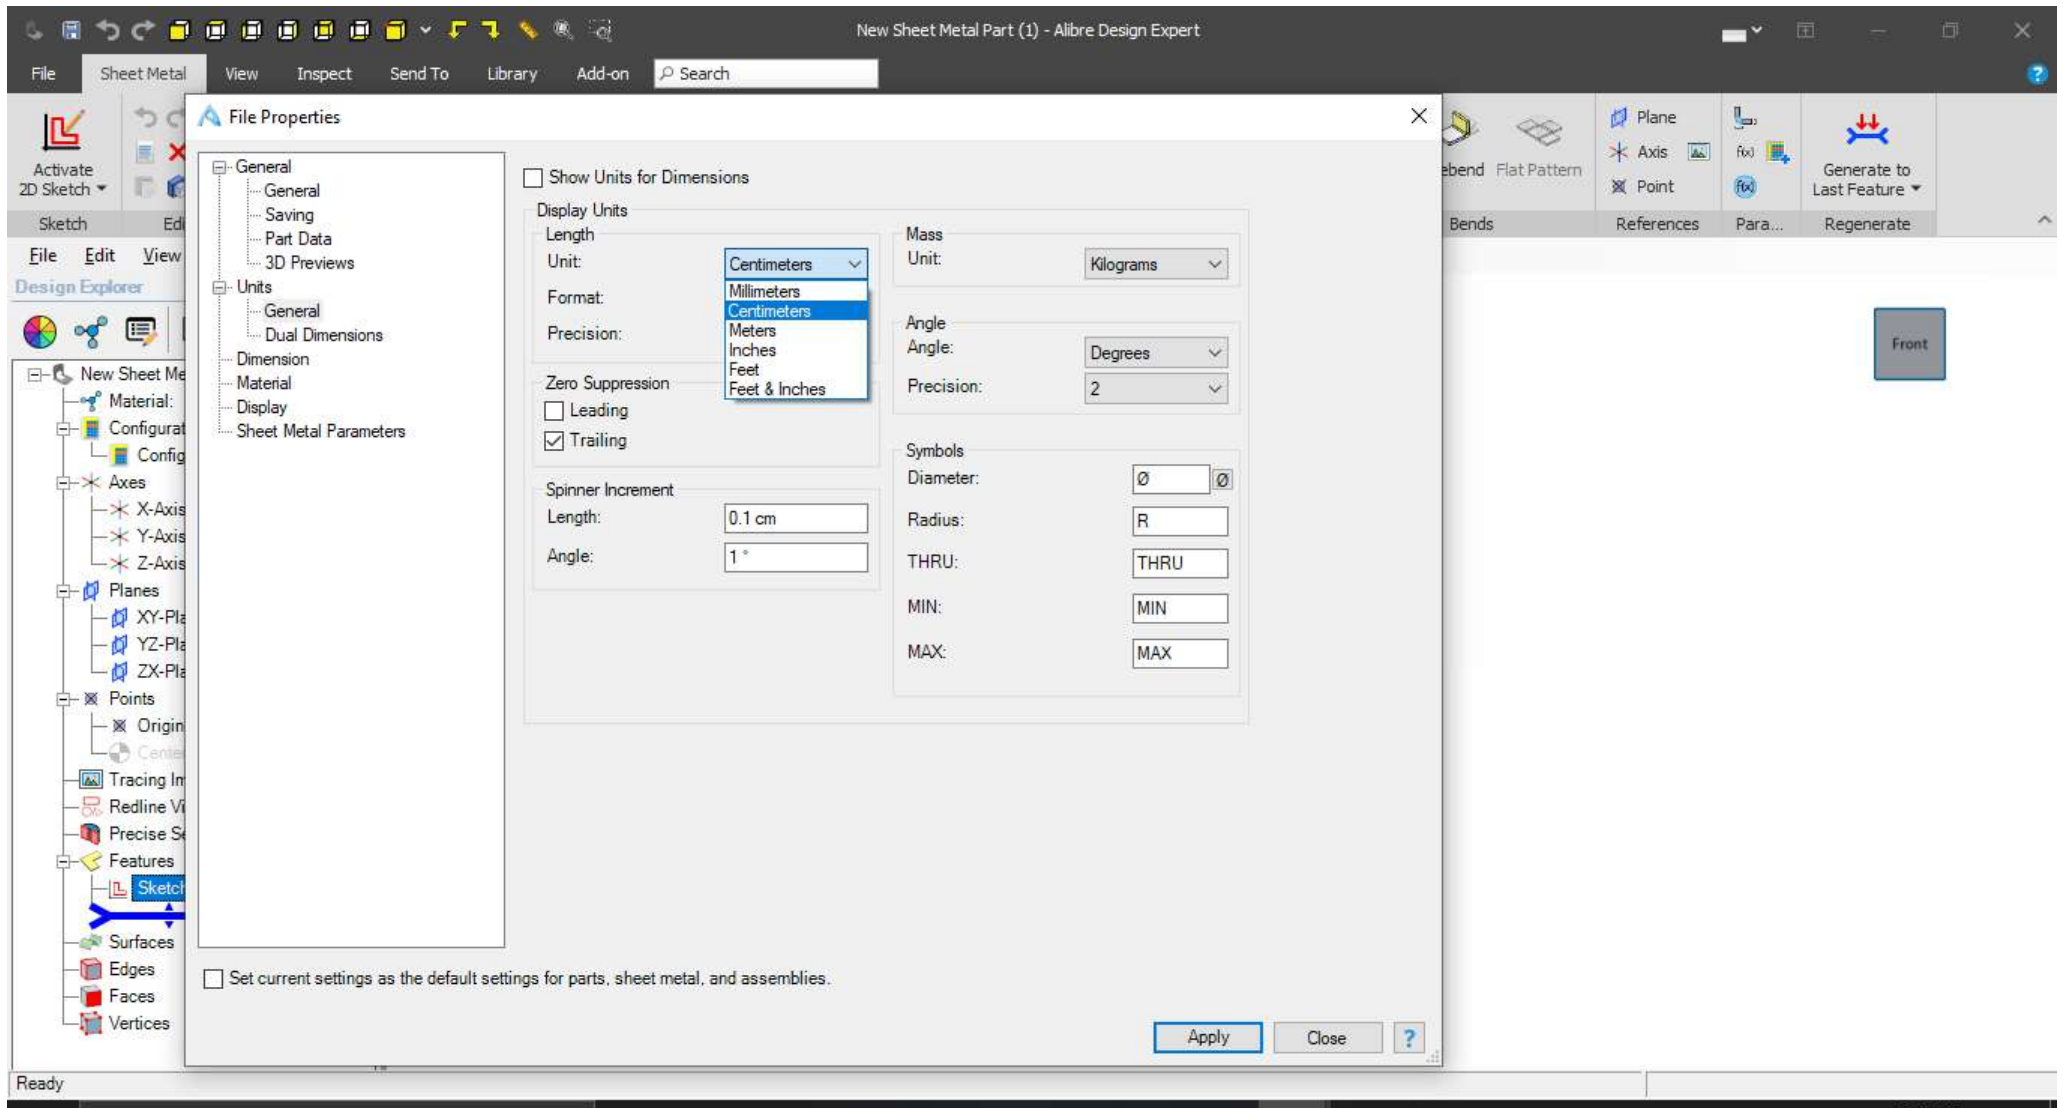 New Sheet Metal Part (1) - Alibre Design Expert
File Sheet Metal View Inspect Send To Library Add-on Search
Activate
2D Sketch
Sketch
Flat Pattern
Bends
Plane
Axis
Point
References
f(x)
f(x)
Para...
Generate to
Last Feature
Regenerate
File Edit View
Design Explorer
New Sheet Me
Material:
Configurat
Config
Axes
X-Axis
Y-Axis
Z-Axis
Planes
XY-Pla
YZ-Pla
ZX-Pla
Points
Origin
Center
Tracing Im
Redline Vi
Precise Se
Features
Sketch
Surfaces
Edges
Faces
Vertices
File Properties
General
General
Saving
Part Data
3D Previews
Units
General
Dual Dimensions
Dimension
Material
Display
Sheet Metal Parameters
Show Units for Dimensions
Display Units
Length
Unit: Centimeters
Millimeters
Centimeters
Meters
Inches
Feet
Feet & Inches
Format:
Precision:
Zero Suppression
Leading
Trailing
Spinner Increment
Length: 0.1 cm
Angle: 1 °
Mass
Unit: Kilograms
Angle
Angle: Degrees
Precision: 2
Symbols
Diameter: Ø Ø
Radius: R
THRU: THRU
MIN: MIN
MAX: MAX
Set current settings as the default settings for parts, sheet metal, and assemblies.
Apply Close ?
Front
Ready